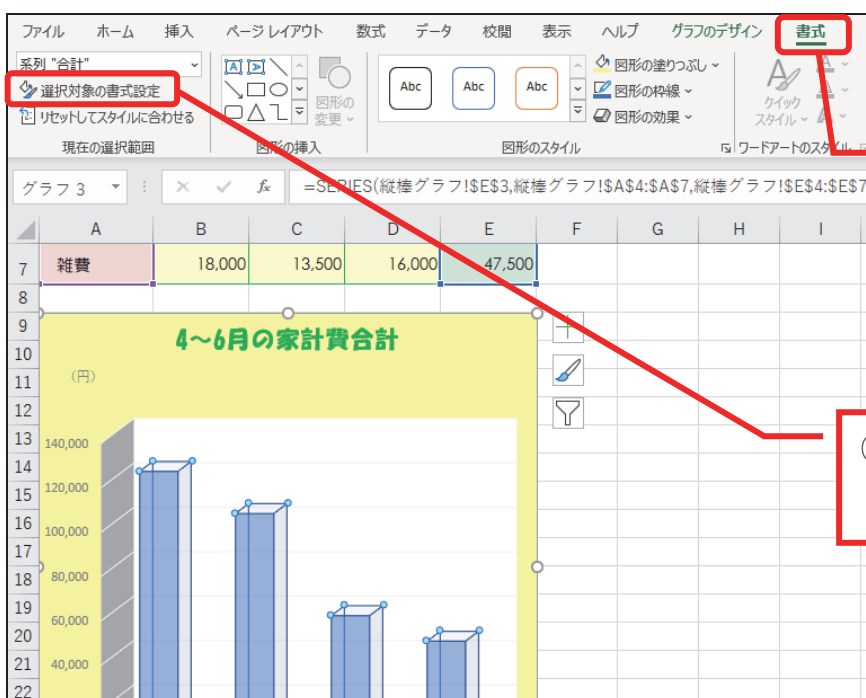 ファイル ホーム 挿入 ページ レイアウト 数式 データ 校閲 表示 ヘルプ グラフのデザイン 書式
系列 "合計"
選択対象の書式設定
リセットしてスタイルに合わせる
現在の選択範囲
図形の
変更
図形の挿入
Abc Abc Abc
図形の塗りつぶし
図形の枠線
図形の効果
図形のスタイル
クイック
スタイル
ワードアートのスタイル
グラフ 3 fx =SERIES(縦棒グラフ!$E$3,縦棒グラフ!$A$4:$A$7,縦棒グラフ!$E$4:$E$7
A B C D E F G H I
7 雑費 18,000 13,500 16,000 47,500
8
9
10
11
12
13
14
15
16
17
18
19
20
21
22
4～6月の家計費合計
(円)
140,000
120,000
100,000
80,000
60,000
40,000